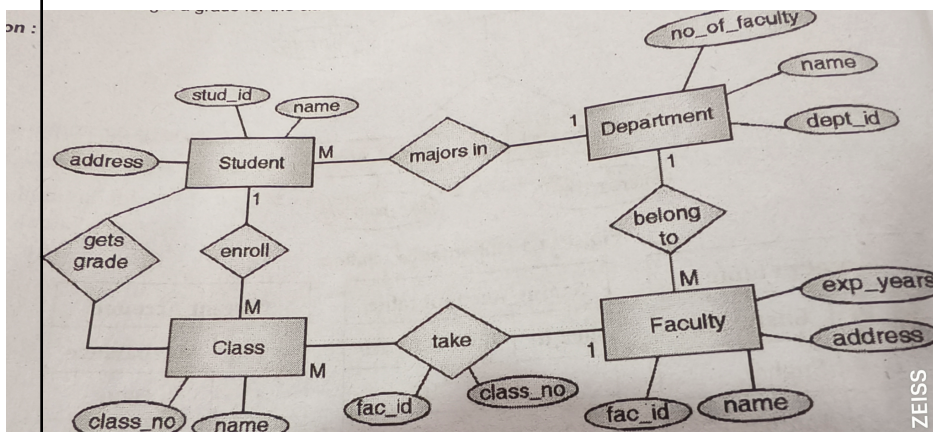 on :
no_of_faculty
name
dept_id
Department
1
1
stud_id
name
address
Student
M
1
majors in
belong
to
gets
grade
enroll
M
M
exp_years
address
Faculty
1
Class
M
take
fac_id
class_no
fac_id
name
class_no
name
ZEISS